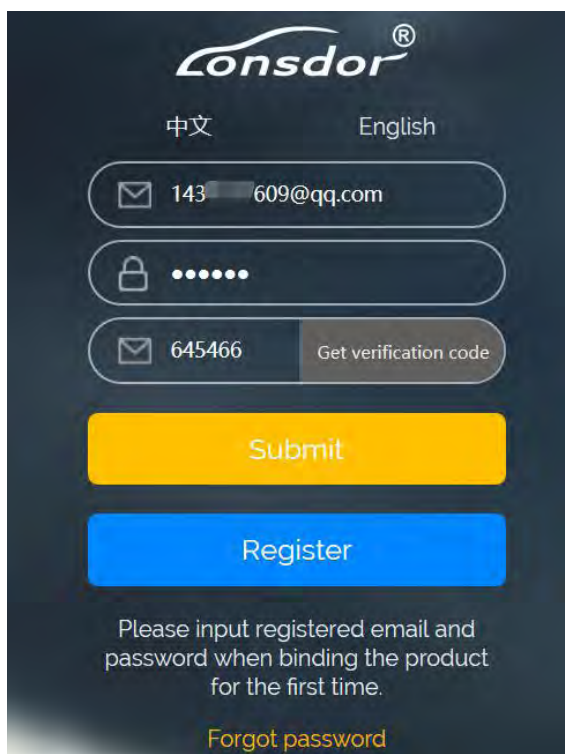 Lonsdor®
中文 English
143 609@qq.com
••••••
645466 Get verification code
Submit
Register
Please input registered email and
password when binding the product
for the first time.
Forgot password